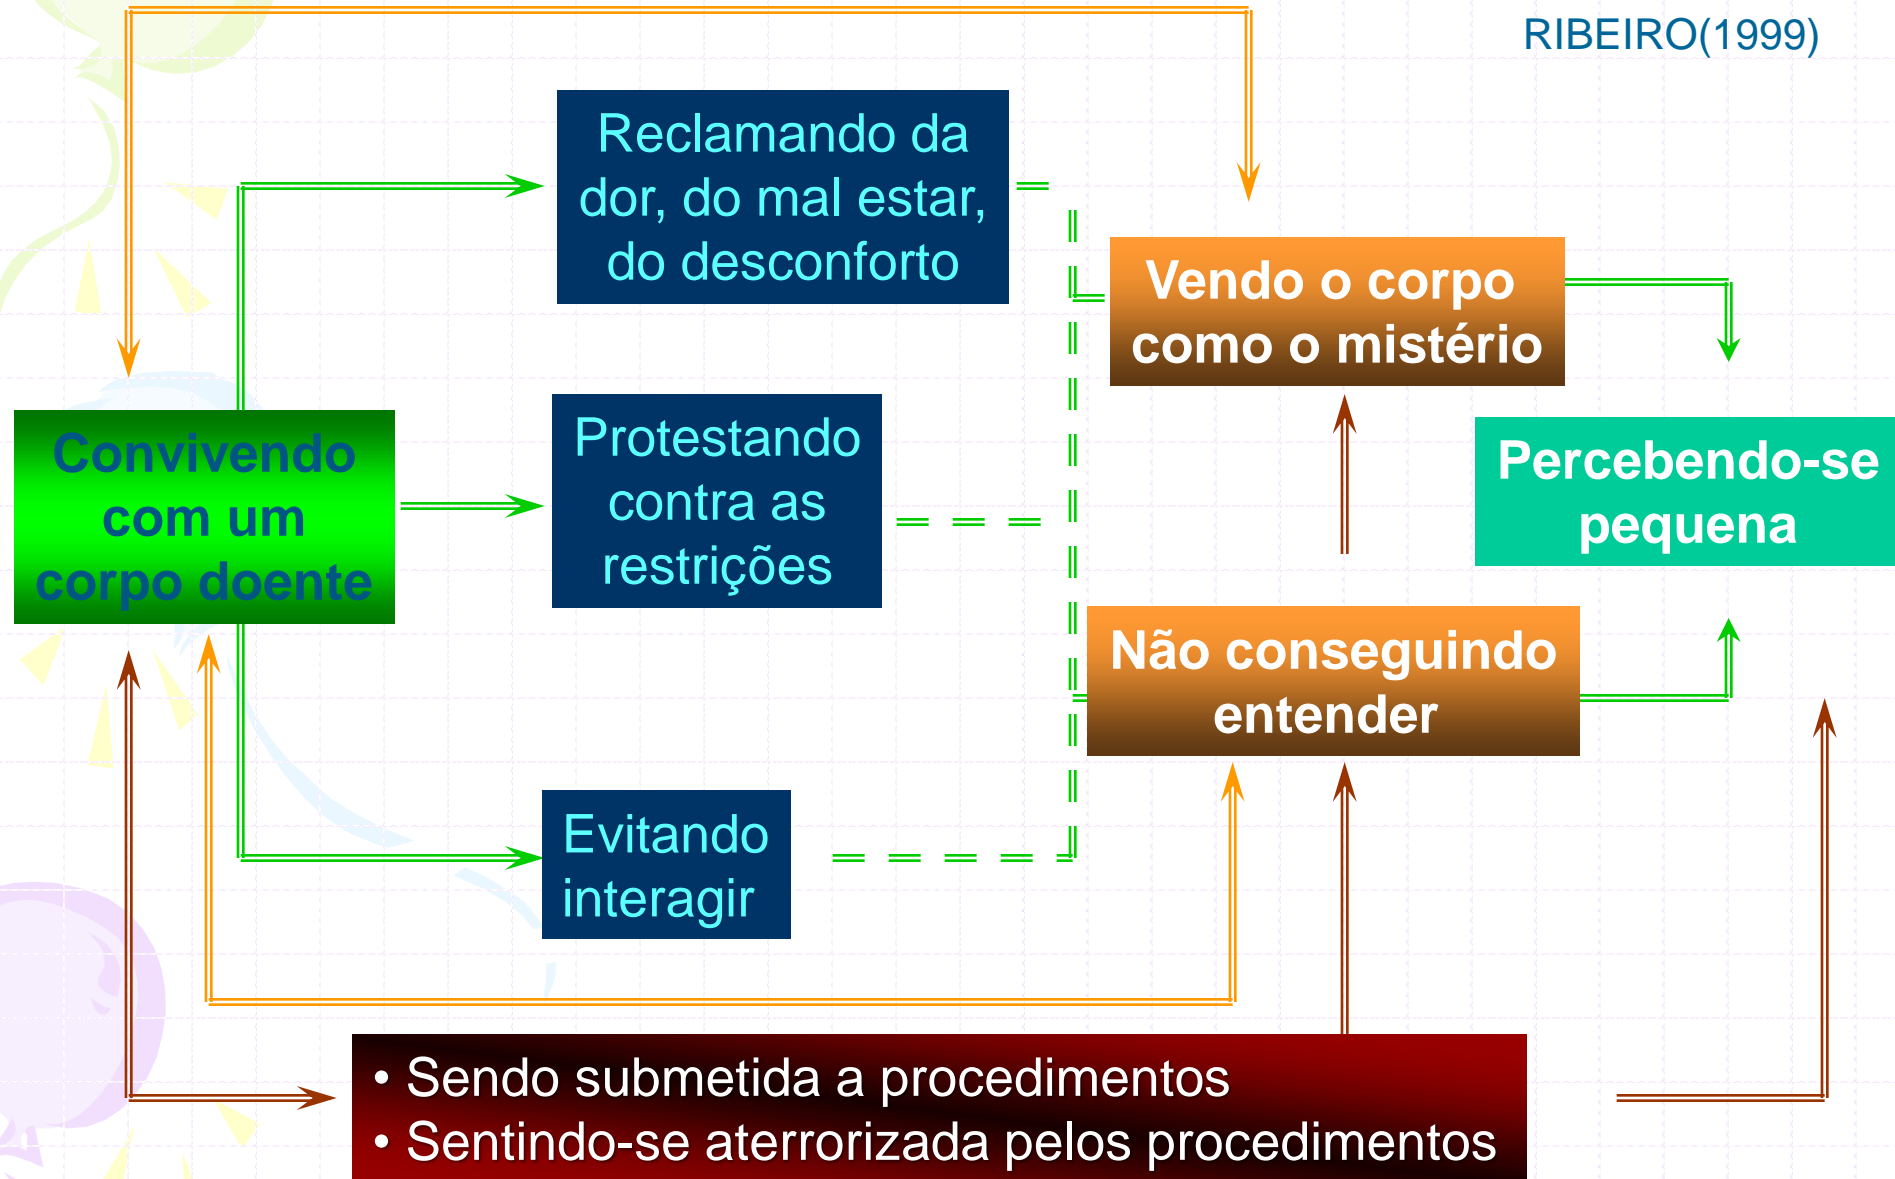 RIBEIRO(1999)
Reclamando da
dor, do mal estar,
do desconforto
Vendo o corpo
como o mistério
Convivendo
com um
corpo doente
Protestando
contra as
restrições
Percebendo-se
pequena
Não conseguindo
entender
Evitando
interagir
• Sendo submetida a procedimentos
• Sentindo-se aterrorizada pelos procedimentos